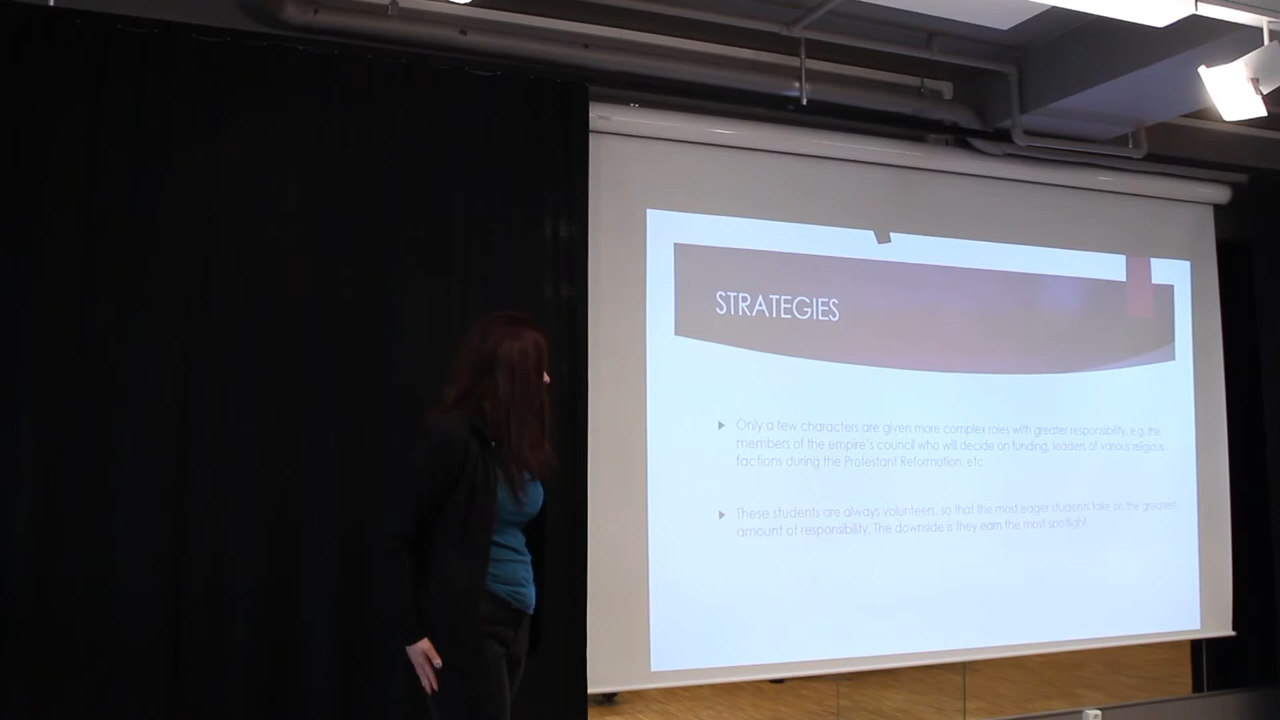 STRATEGIES
Only a few characters are given more complex roles with greater responsibility, e.g. the
members of the empire's council who will decide on funding, leaders of various religious
factions during the Protestant Reformation, etc.
These students are always volunteers, so that the most eager students take on the greatest
amount of responsibility. The downside is they earn the most spotlight.